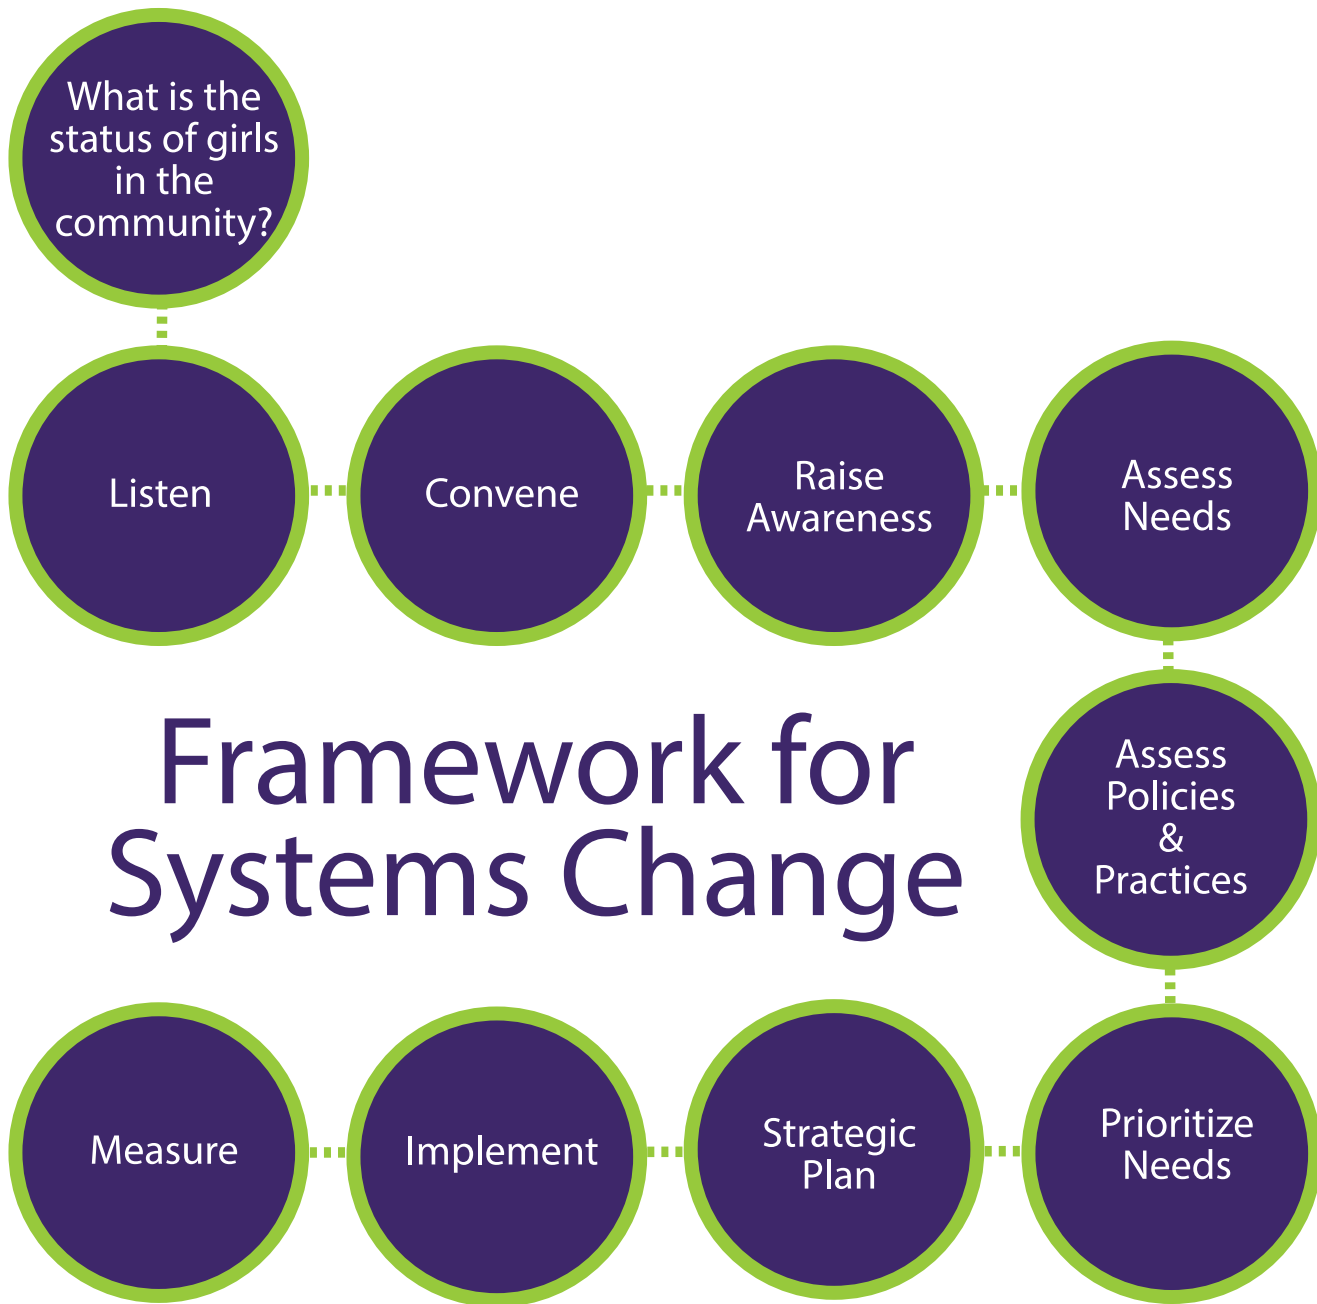 What is the
status of girls
in the
community?
Listen
Convene
Raise
Awareness
Assess
Needs
Framework for
Systems Change
Assess
Policies
&
Practices
Prioritize
Needs
Strategic
Plan
Implement
Measure